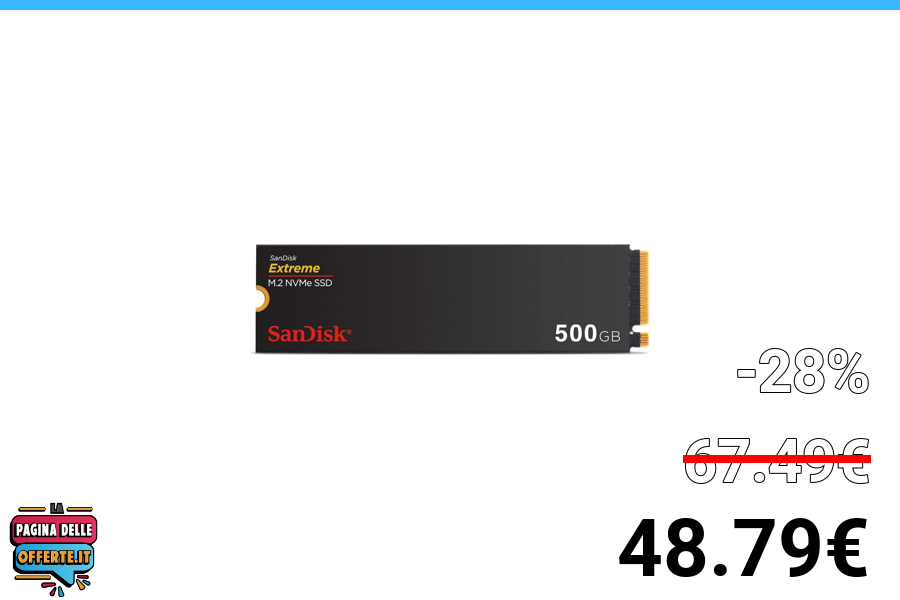 SanDisk
Extreme
M.2 NVMe SSD
SanDisk®
500GB
-28%
67.49€
48.79€
LA
PAGINA DELLE
OFFERTE.IT